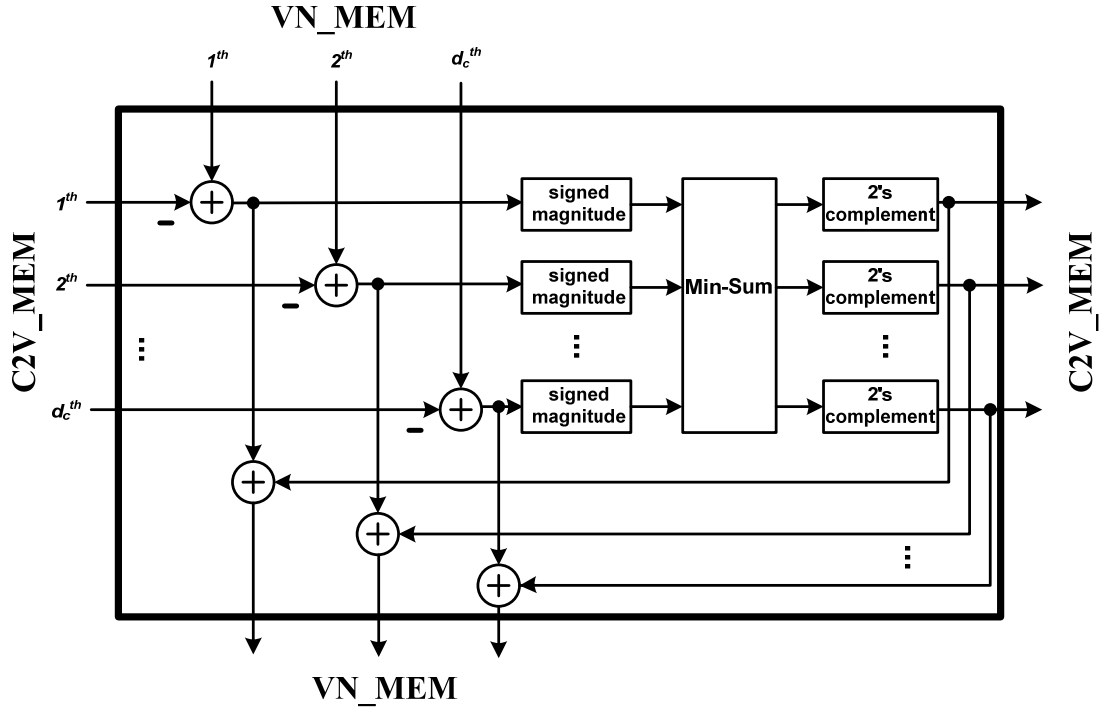 VN_MEM
1th
2th
dcth
1th
signed
magnitude
2's
complement
C2V_MEM
2th
signed
magnitude
Min-Sum
2's
complement
C2V_MEM
...
...
...
dcth
signed
magnitude
2's
complement
...
VN_MEM